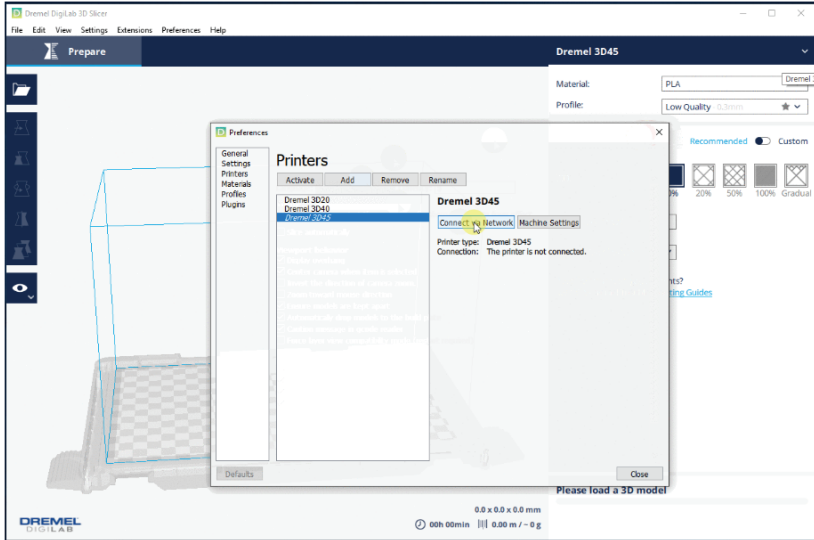 Dremel DigiLab 3D Slicer
File Edit View Settings Extensions Preferences Help
Prepare
Dremel 3D45
Material:
PLA
Dremel
Profile:
Low Quality 0.3mm
Recommended Custom
20% 50% 100% Gradual
ting Guides
Preferences
General
Settings
Printers
Materials
Profiles
Plugins
Printers
Activate Add Remove Rename
Dremel 3D20
Dremel 3D40
Dremel 3D45
Dremel 3D45
Connect via Network Machine Settings
Printer type: Dremel 3D45
Connection: The printer is not connected.
Defaults
Close
Please load a 3D model
0.0 x 0.0 x 0.0 mm
00h 00min 0.00 m / ~ 0 g
DREMEL
DIGILAB